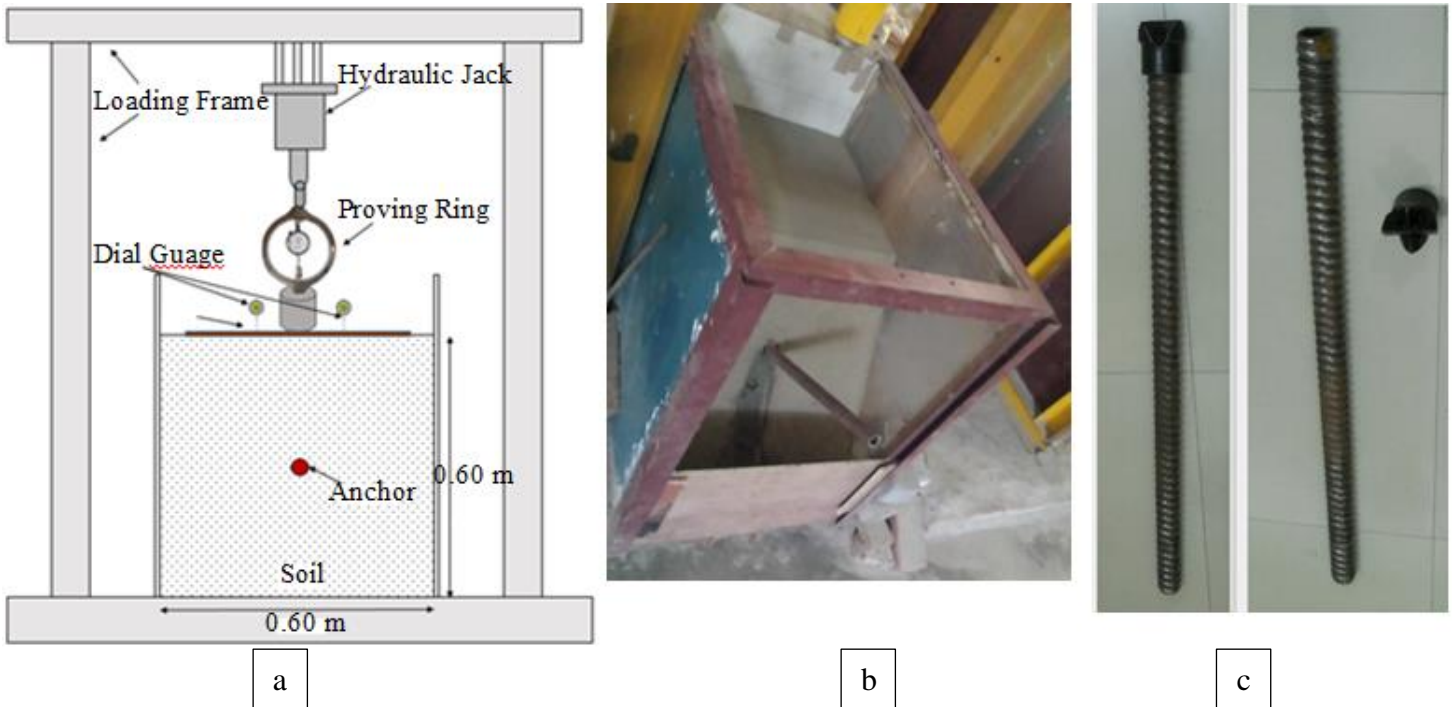 Hydraulic Jack
Loading Frame
Proving Ring
Dial Guage
0.60 m
Anchor
Soil
0.60 m
a
b
c